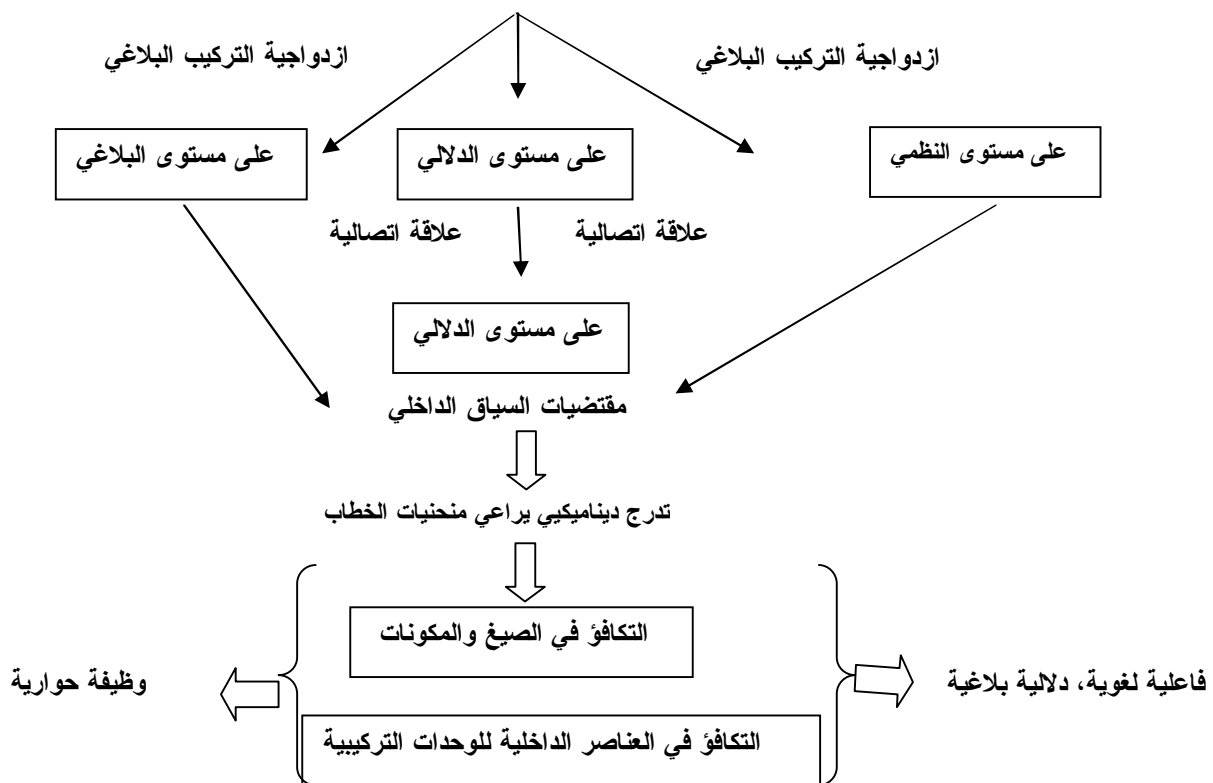 ازدواجية التركيب البلاغي
ازدواجية التركيب البلاغي
على مستوى النظمي
على مستوى الدلالي
على مستوى البلاغي
علاقة اتصالية
علاقة اتصالية
على مستوى الدلالي
مقتضيات السياق الداخلي
تدرج ديناميكيي يراعي منحنيات الخطاب
التكافؤ في الصيغ والمكونات
فاعلية لغوية، دلالية بلاغية
وظيفة حوارية
التكافؤ في العناصر الداخلية للوحدات التركيبية